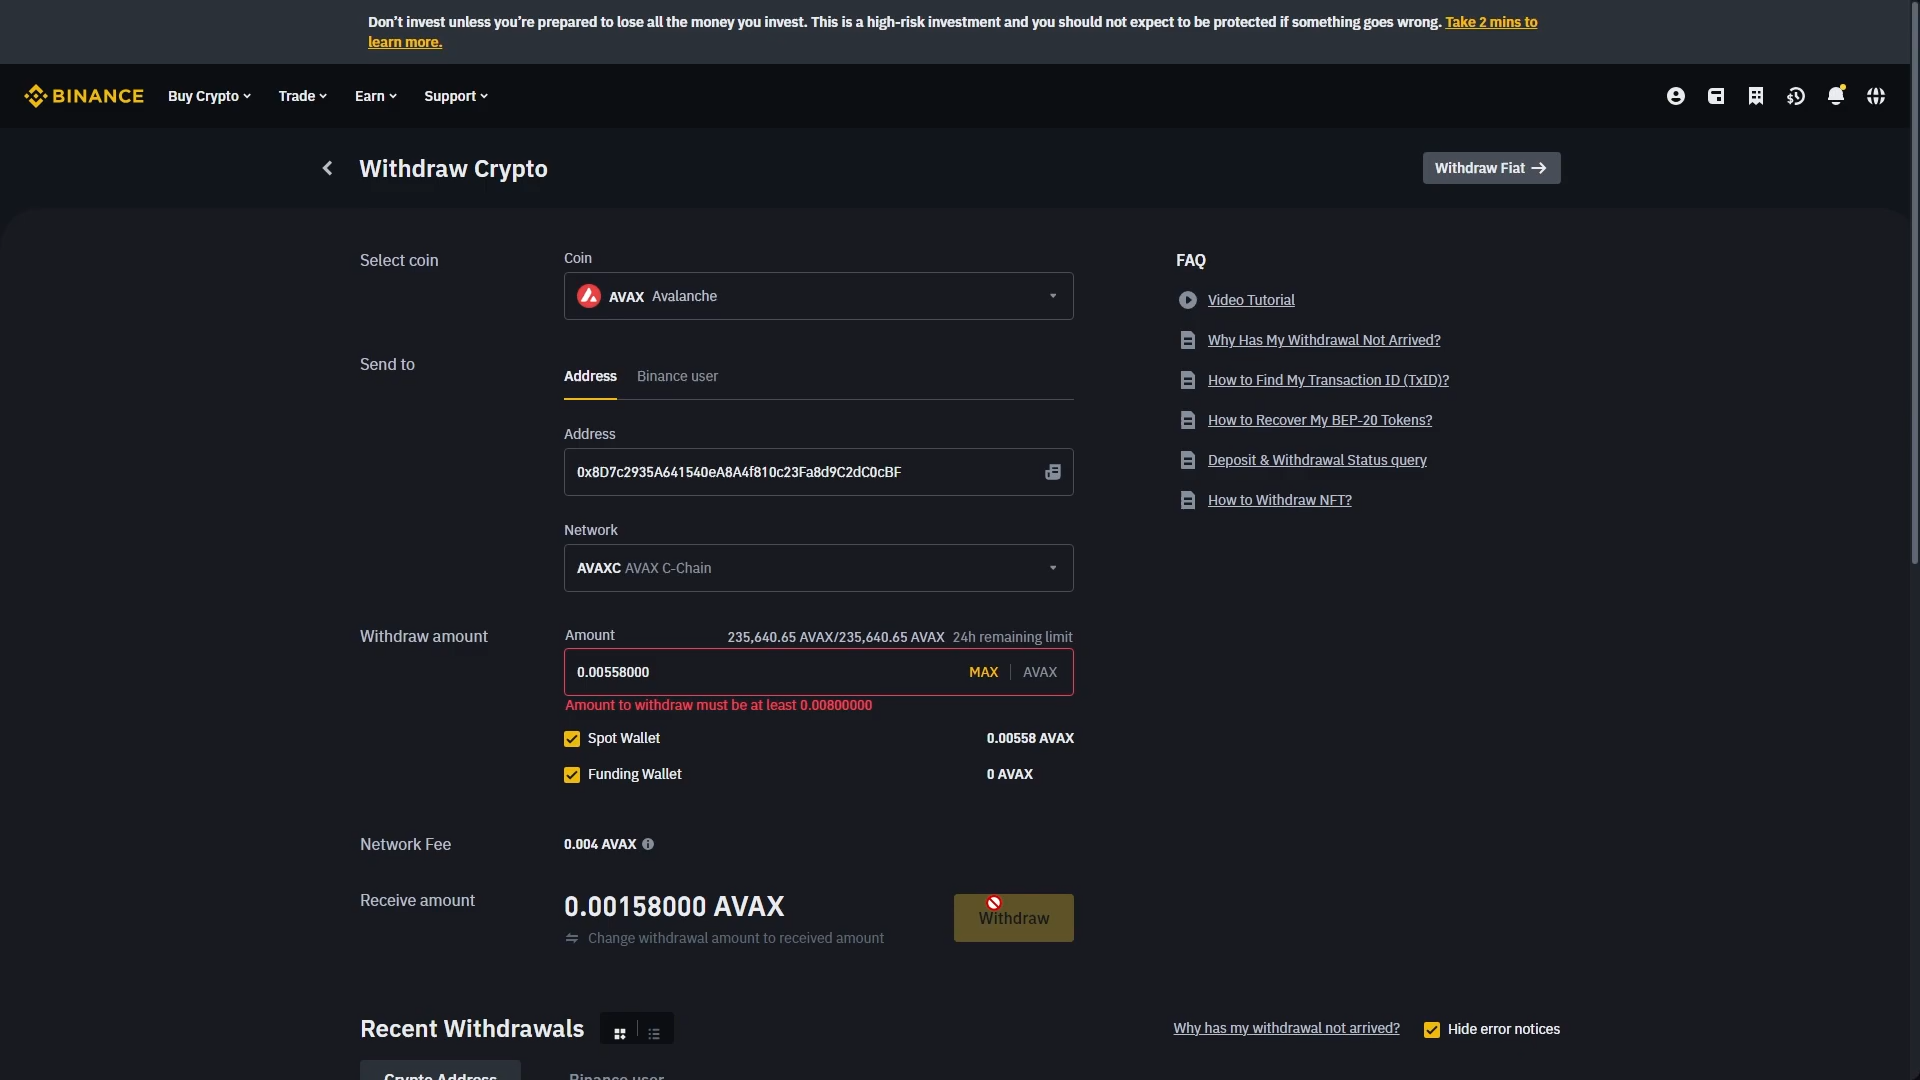 Don't invest unless you're prepared to lose all the money you invest. This is a high-risk investment and you should not expect to be protected if something goes wrong. Take 2 mins to
learn more.
BINANCE Buy Crypto Trade Earn Support
Withdraw Crypto
Withdraw Fiat →
Select coin
Coin
AVAX Avalanche
Send to
Address Binance user
Address
0x8D7c2935A641540eA8A4f810c23Fa8d9C2dC0cBF
Network
AVAXC AVAX C-Chain
Withdraw amount
Amount 235,640.65 AVAX/235,640.65 AVAX 24h remaining limit
0.00558000 MAX AVAX
Amount to withdraw must be at least 0.00800000
Spot Wallet 0.00558 AVAX
Funding Wallet 0 AVAX
Network Fee 0.004 AVAX
Receive amount 0.00158000 AVAX
Change withdrawal amount to received amount
Withdraw
FAQ
Video Tutorial
Why Has My Withdrawal Not Arrived?
How to Find My Transaction ID (TxID)?
How to Recover My BEP-20 Tokens?
Deposit & Withdrawal Status query
How to Withdraw NFT?
Recent Withdrawals
Why has my withdrawal not arrived? Hide error notices
Crypto Address Binance user